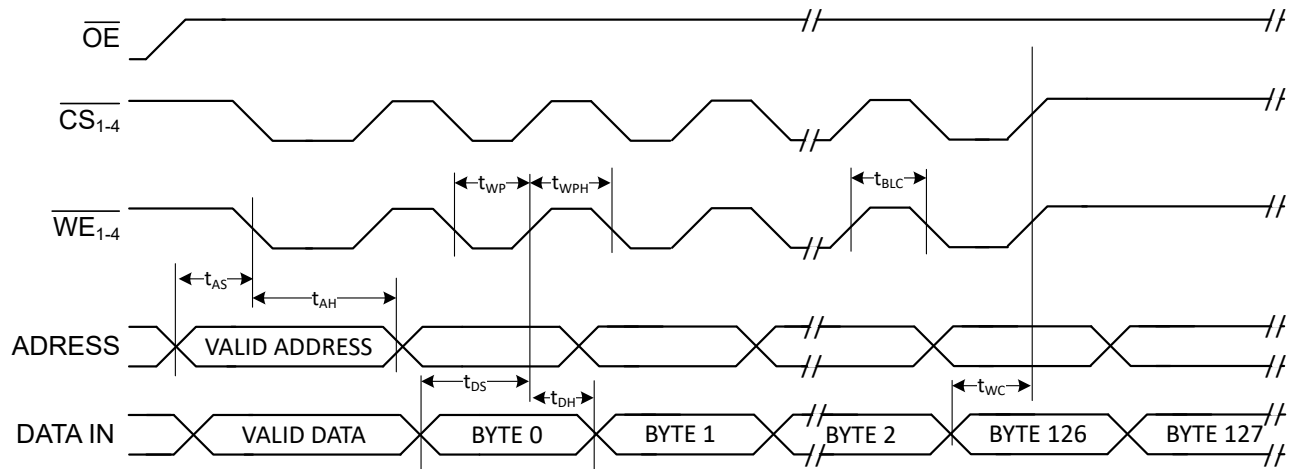 OE
CS1-4
tWP tWPH tBLC
WE1-4
tAS
tAH
ADRESS VALID ADDRESS
tDS
tDH tWC
DATA IN VALID DATA BYTE 0 BYTE 1 BYTE 2 BYTE 126 BYTE 127